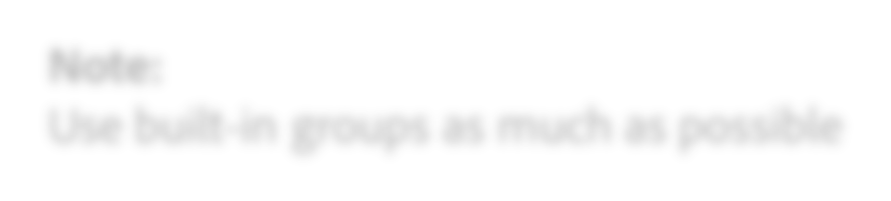 Note:
Use built-in groups as much as possible